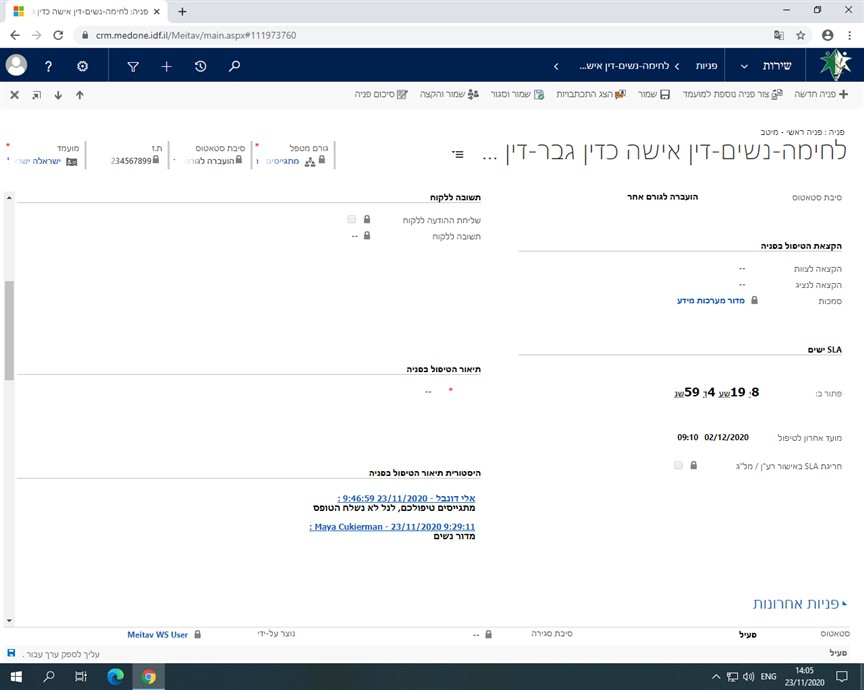 פניה: לחימה-נשים-דין אישה כדין ג
crm.medone.idf.il/Meitav/main.aspx#111973760
שירות
פניות
לחימה-נשים-דין איש...
פניה חדשה
צור פניה נוספת למועמד
שמור
הצג התכתבויות
שמור וסגור
שמור והקצה
סיכום פניה
פניה : פניה ראשי - מיטב
לחימה-נשים-דין אישה כדין גבר-דין ...
גורם מטפל
מתגייסים
סיבת סטאטוס
הועברה לגורם
ת.ז
234567899
מועמד
ישראלה ישר
סיבת סטאטוס
הועברה לגורם אחר
הקצאת הטיפול בפניה
הקצאה לצוות
--
הקצאה לנציג
--
סמכות
מדור מערכות מידע
SLA ישים
פתור ב:
8י 19שע 4ד 59שנ
מועד אחרון לטיפול
02/12/2020 09:10
חריגת SLA באישור רע"ן / מל"ג
תשובה ללקוח
שליחת ההודעה ללקוח
תשובה ללקוח
--
תיאור הטיפול בפניה
* --
היסטורית תיאור הטיפול בפניה
אלי דונבל - 23/11/2020 9:46:59 :
מתגייסים טיפולכם, לנל לא נשלח הטופס
Maya Cukierman - 23/11/2020 9:29:11 :
מדור נשים
פניות אחרונות
סטאטוס
פעיל
סיבת סגירה
--
נוצר על-ידי
Meitav WS User
פעיל
עליך לספק ערך עבור .
ENG
14:05
23/11/2020